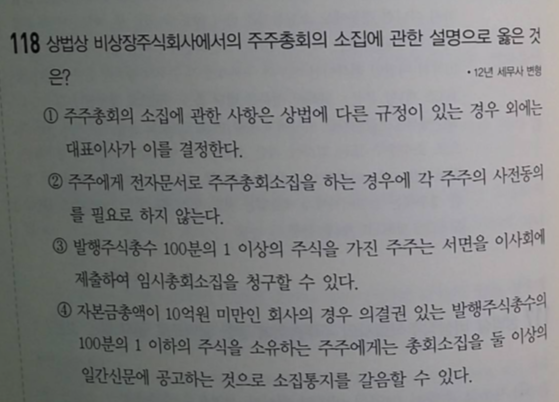 118 상법상 비상장주식회사에서의 주주총회의 소집에 관한 설명으로 옳은 것
은?
• 12년 세무사 변형
① 주주총회의 소집에 관한 사항은 상법에 다른 규정이 있는 경우 외에는
대표이사가 이를 결정한다.
② 주주에게 전자문서로 주주총회소집을 하는 경우에 각 주주의 사전동의
를 필요로 하지 않는다.
③ 발행주식총수 100분의 1 이상의 주식을 가진 주주는 서면을 이사회에
제출하여 임시총회소집을 청구할 수 있다.
④ 자본금총액이 10억원 미만인 회사의 경우 의결권 있는 발행주식총수의
100분의 1 이하의 주식을 소유하는 주주에게는 총회소집을 둘 이상의
일간신문에 공고하는 것으로 소집통지를 갈음할 수 있다.